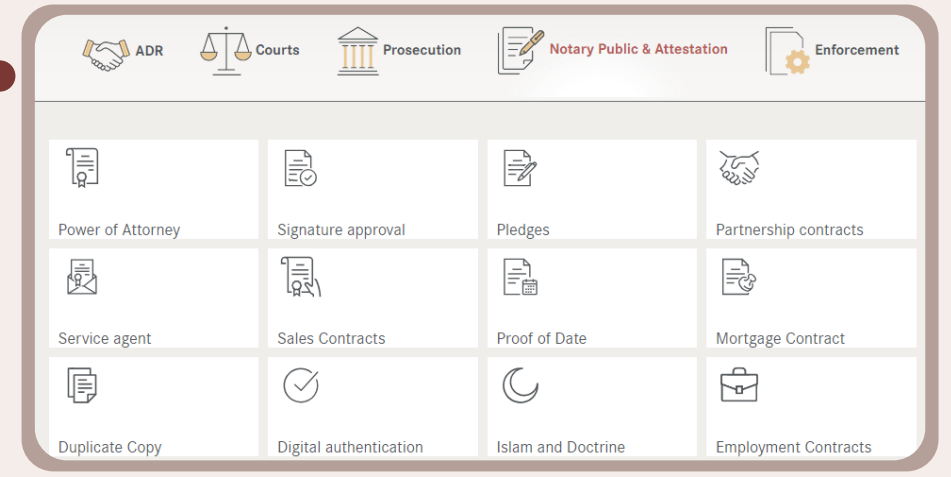 ADR
Courts
Prosecution
Notary Public & Attestation
Enforcement
Power of Attorney
Signature approval
Pledges
Partnership contracts
Service agent
Sales Contracts
Proof of Date
Mortgage Contract
Duplicate Copy
Digital authentication
Islam and Doctrine
Employment Contracts